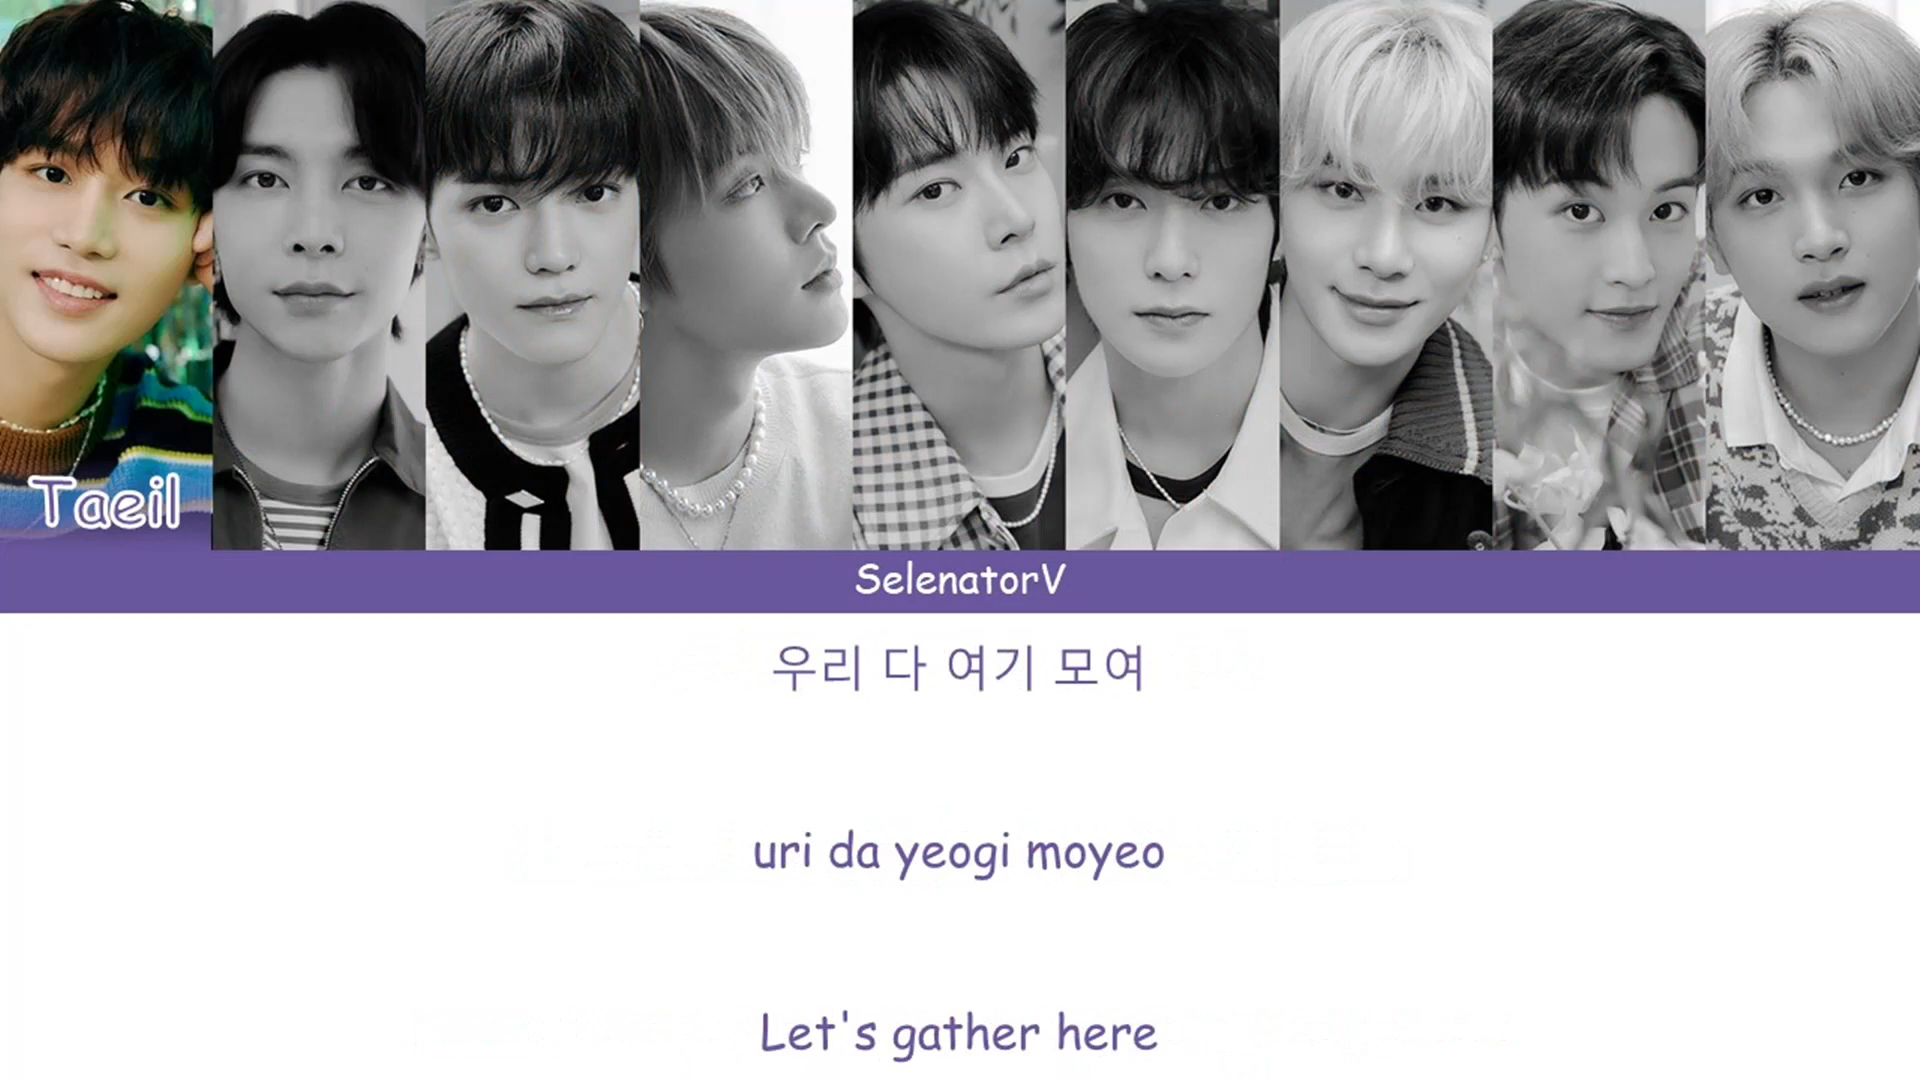 Taeil
SelenatorV
우리 다 여기 모여
uri da yeogi moyeo
Let's gather here